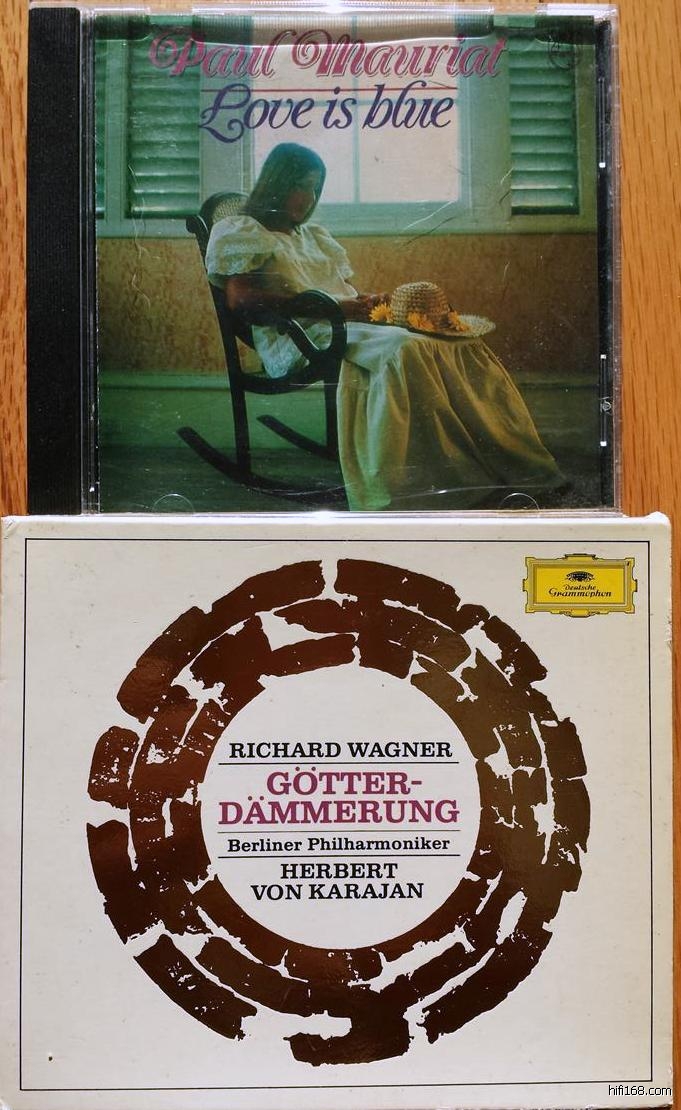 Paul Mauriat
Love is blue
Deutsche
Grammophon
RICHARD WAGNER
GÖTTER-
DÄMMERUNG
Berliner Philharmoniker
HERBERT
VON KARAJAN
hifi168.com